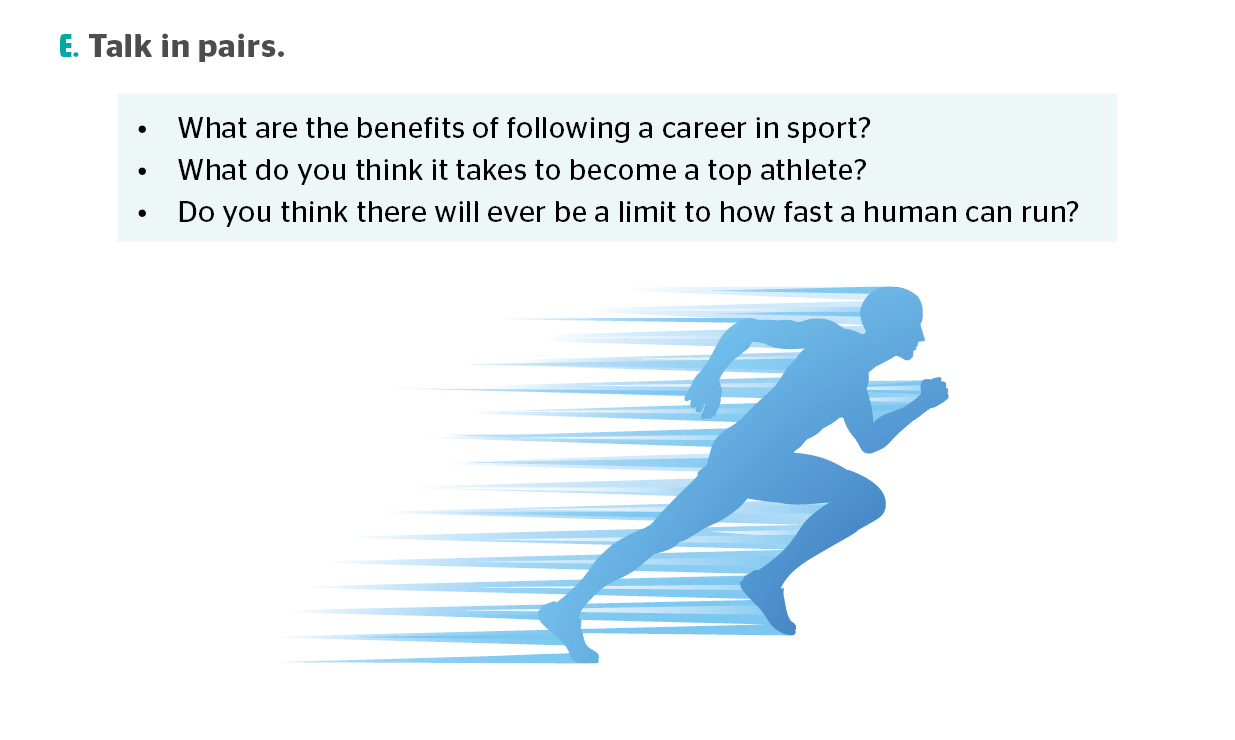 E. Talk in pairs.
• What are the benefits of following a career in sport?
• What do you think it takes to become a top athlete?
• Do you think there will ever be a limit to how fast a human can run?